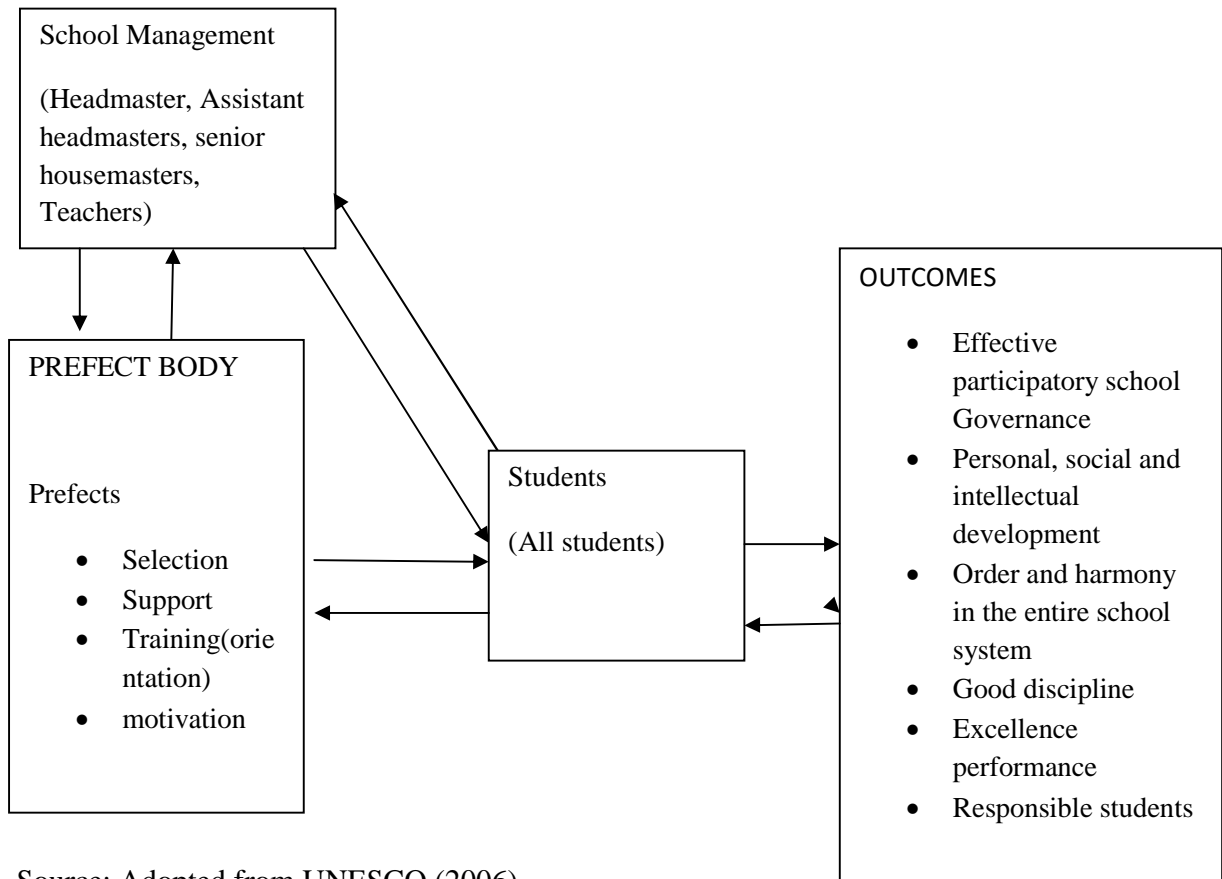 School Management
(Headmaster, Assistant
headmasters, senior
housemasters,
Teachers)
PREFECT BODY
Prefects
• Selection
• Support
• Training(orie
ntation)
• motivation
Students
(All students)
OUTCOMES
• Effective
participatory school
Governance
• Personal, social and
intellectual
development
• Order and harmony
in the entire school
system
• Good discipline
• Excellence
performance
• Responsible students
Source: Adopted from UNESCO (2006)